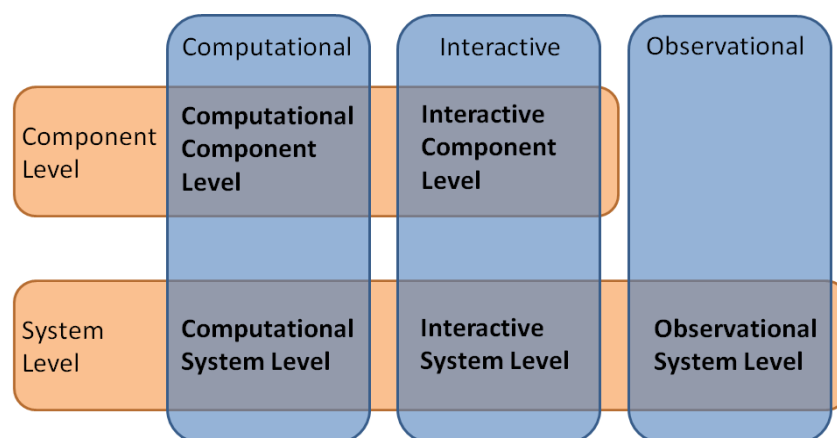 Computational
Interactive
Observational
Component
Level
Computational
Component
Level
Interactive
Component
Level
System
Level
Computational
System Level
Interactive
System Level
Observational
System Level